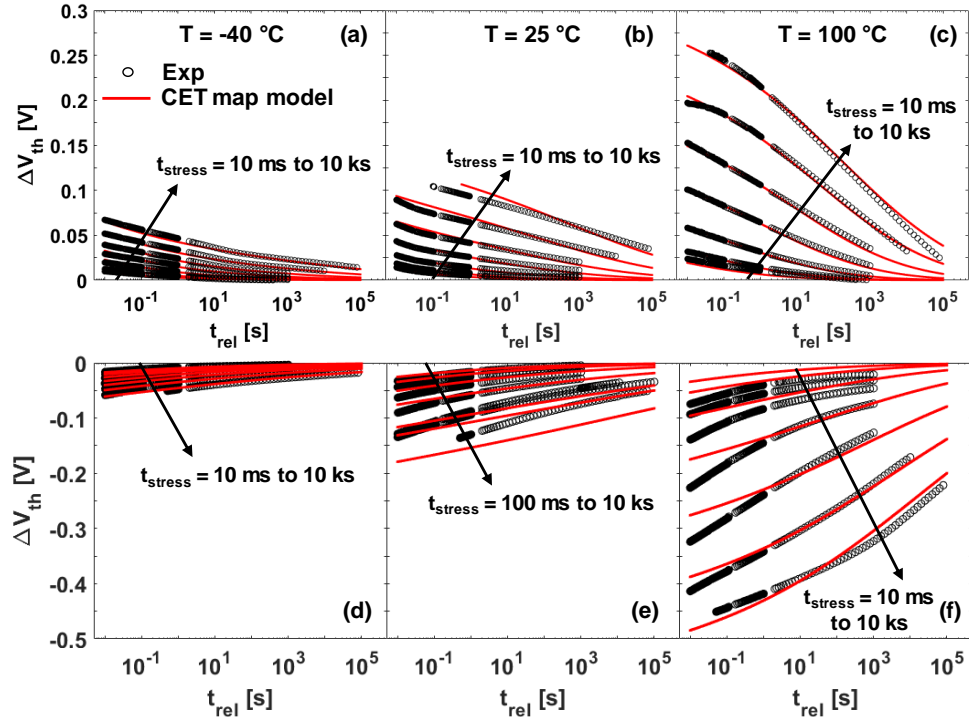 T = -40 °C (a)
T = 25 °C (b)
T = 100 °C (c)
Exp
CET map model
t_stress = 10 ms to 10 ks
t_stress = 10 ms to 10 ks
t_stress = 10 ms
to 10 ks
ΔV_th [V]
0.3
0.25
0.2
0.15
0.1
0.05
0
10^-1 10^1 10^3 10^5
10^-1 10^1 10^3 10^5
10^-1 10^1 10^3 10^5
t_rel [s]
t_rel [s]
t_rel [s]
ΔV_th [V]
0
-0.1
-0.2
-0.3
-0.4
-0.5
t_stress = 10 ms to 10 ks
t_stress = 100 ms to 10 ks
t_stress = 10 ms
to 10 ks
(d)
(e)
(f)
10^-1 10^1 10^3 10^5
10^-1 10^1 10^3 10^5
10^-1 10^1 10^3 10^5
t_rel [s]
t_rel [s]
t_rel [s]